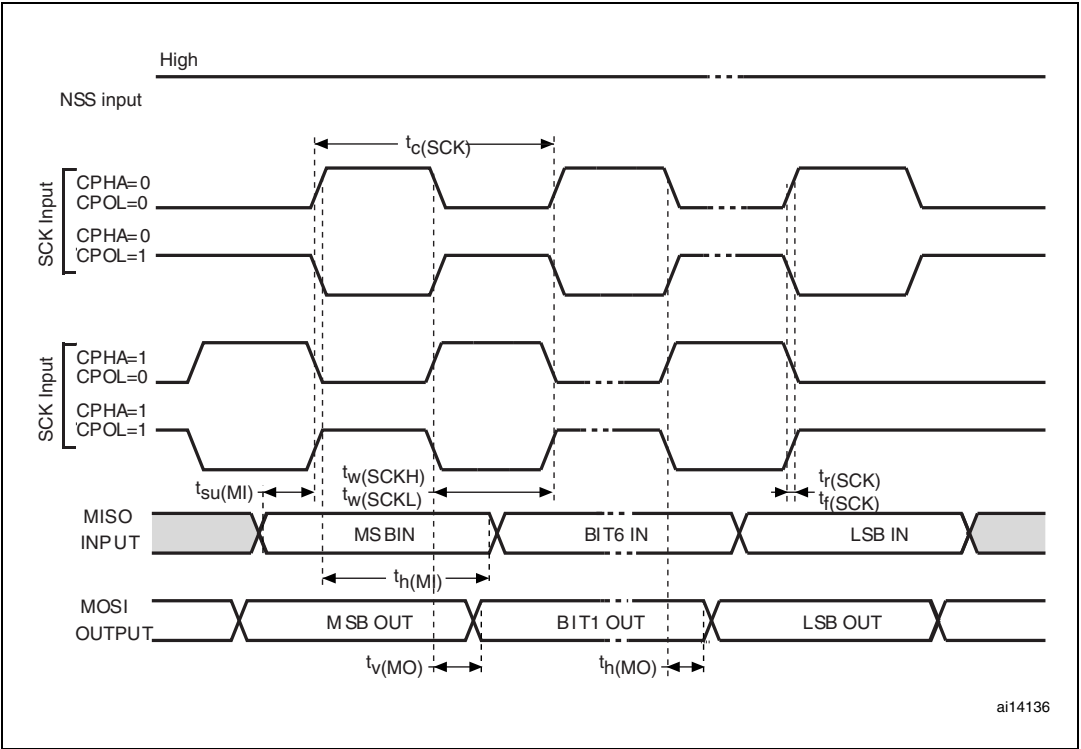 High
NSS input
tc(SCK)
SCK Input
CPHA=0
CPOL=0
CPHA=0
CPOL=1
SCK Input
CPHA=1
CPOL=0
CPHA=1
CPOL=1
tsu(MI)
tw(SCKH)
tw(SCKL)
tr(SCK)
tf(SCK)
MISO
INPUT
MSBIN
BIT6 IN
LSB IN
th(MI)
MOSI
OUTPUT
MSB OUT
BIT1 OUT
LSB OUT
tv(MO)
th(MO)
ai14136